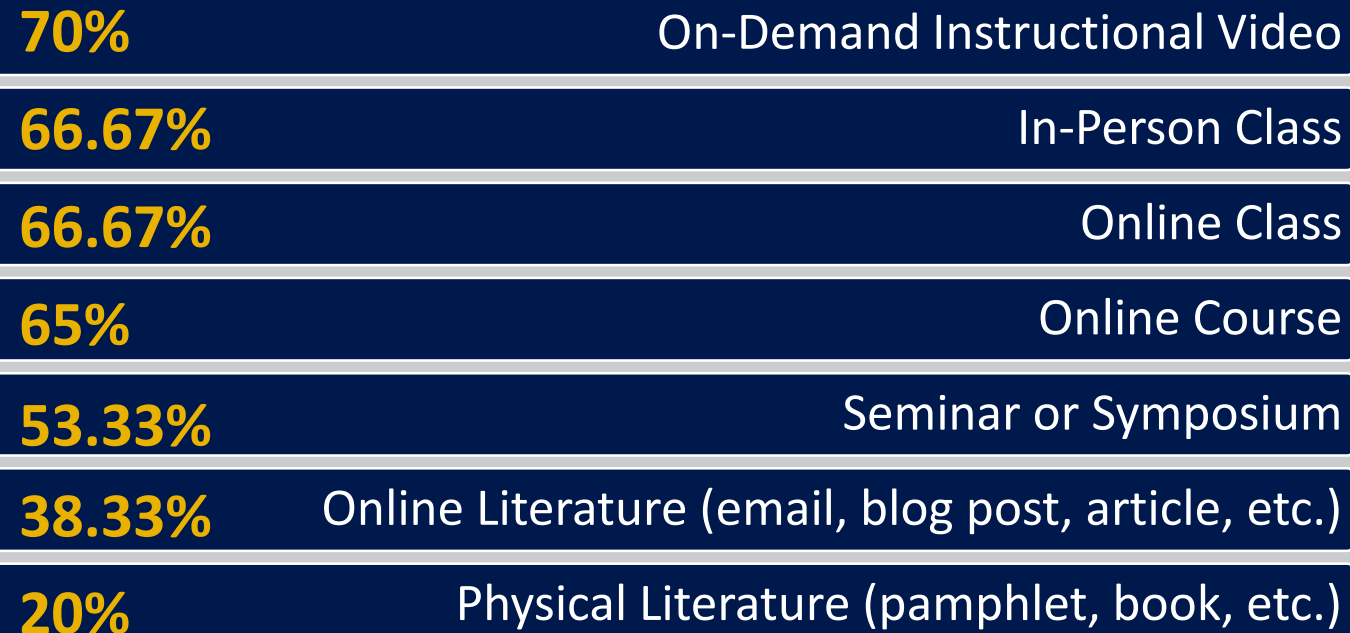 70% On-Demand Instructional Video
66.67% In-Person Class
66.67% Online Class
65% Online Course
53.33% Seminar or Symposium
38.33% Online Literature (email, blog post, article, etc.)
20% Physical Literature (pamphlet, book, etc.)